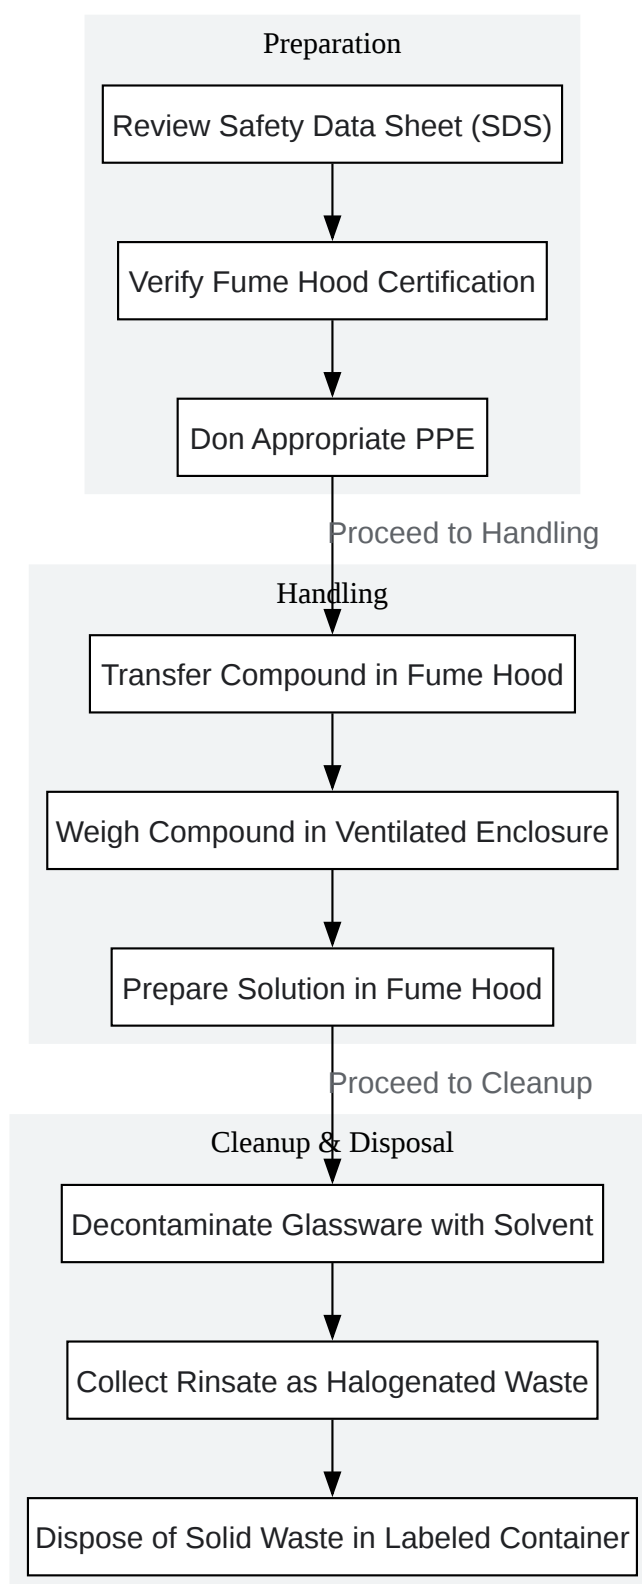 Preparation
Review Safety Data Sheet (SDS)
Verify Fume Hood Certification
Don Appropriate PPE
Proceed to Handling
Handling
Transfer Compound in Fume Hood
Weigh Compound in Ventilated Enclosure
Prepare Solution in Fume Hood
Proceed to Cleanup
Cleanup & Disposal
Decontaminate Glassware with Solvent
Collect Rinsate as Halogenated Waste
Dispose of Solid Waste in Labeled Container